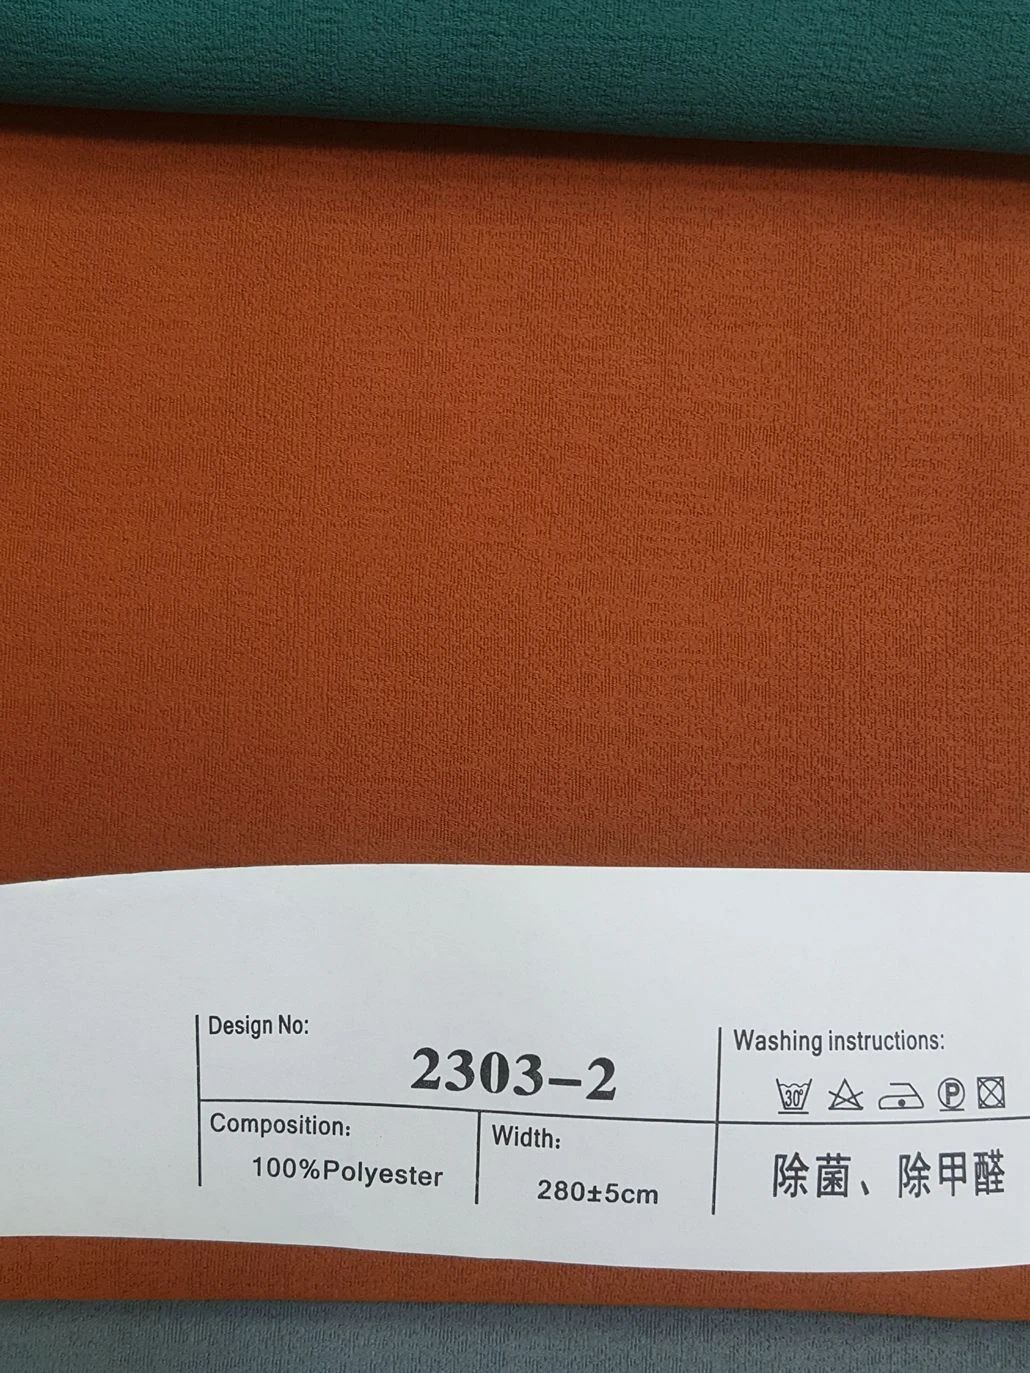 Design No:
2303-2
Washing instructions:
30°
P
Composition:
100%Polyester
Width:
280±5cm
除菌、除甲醛